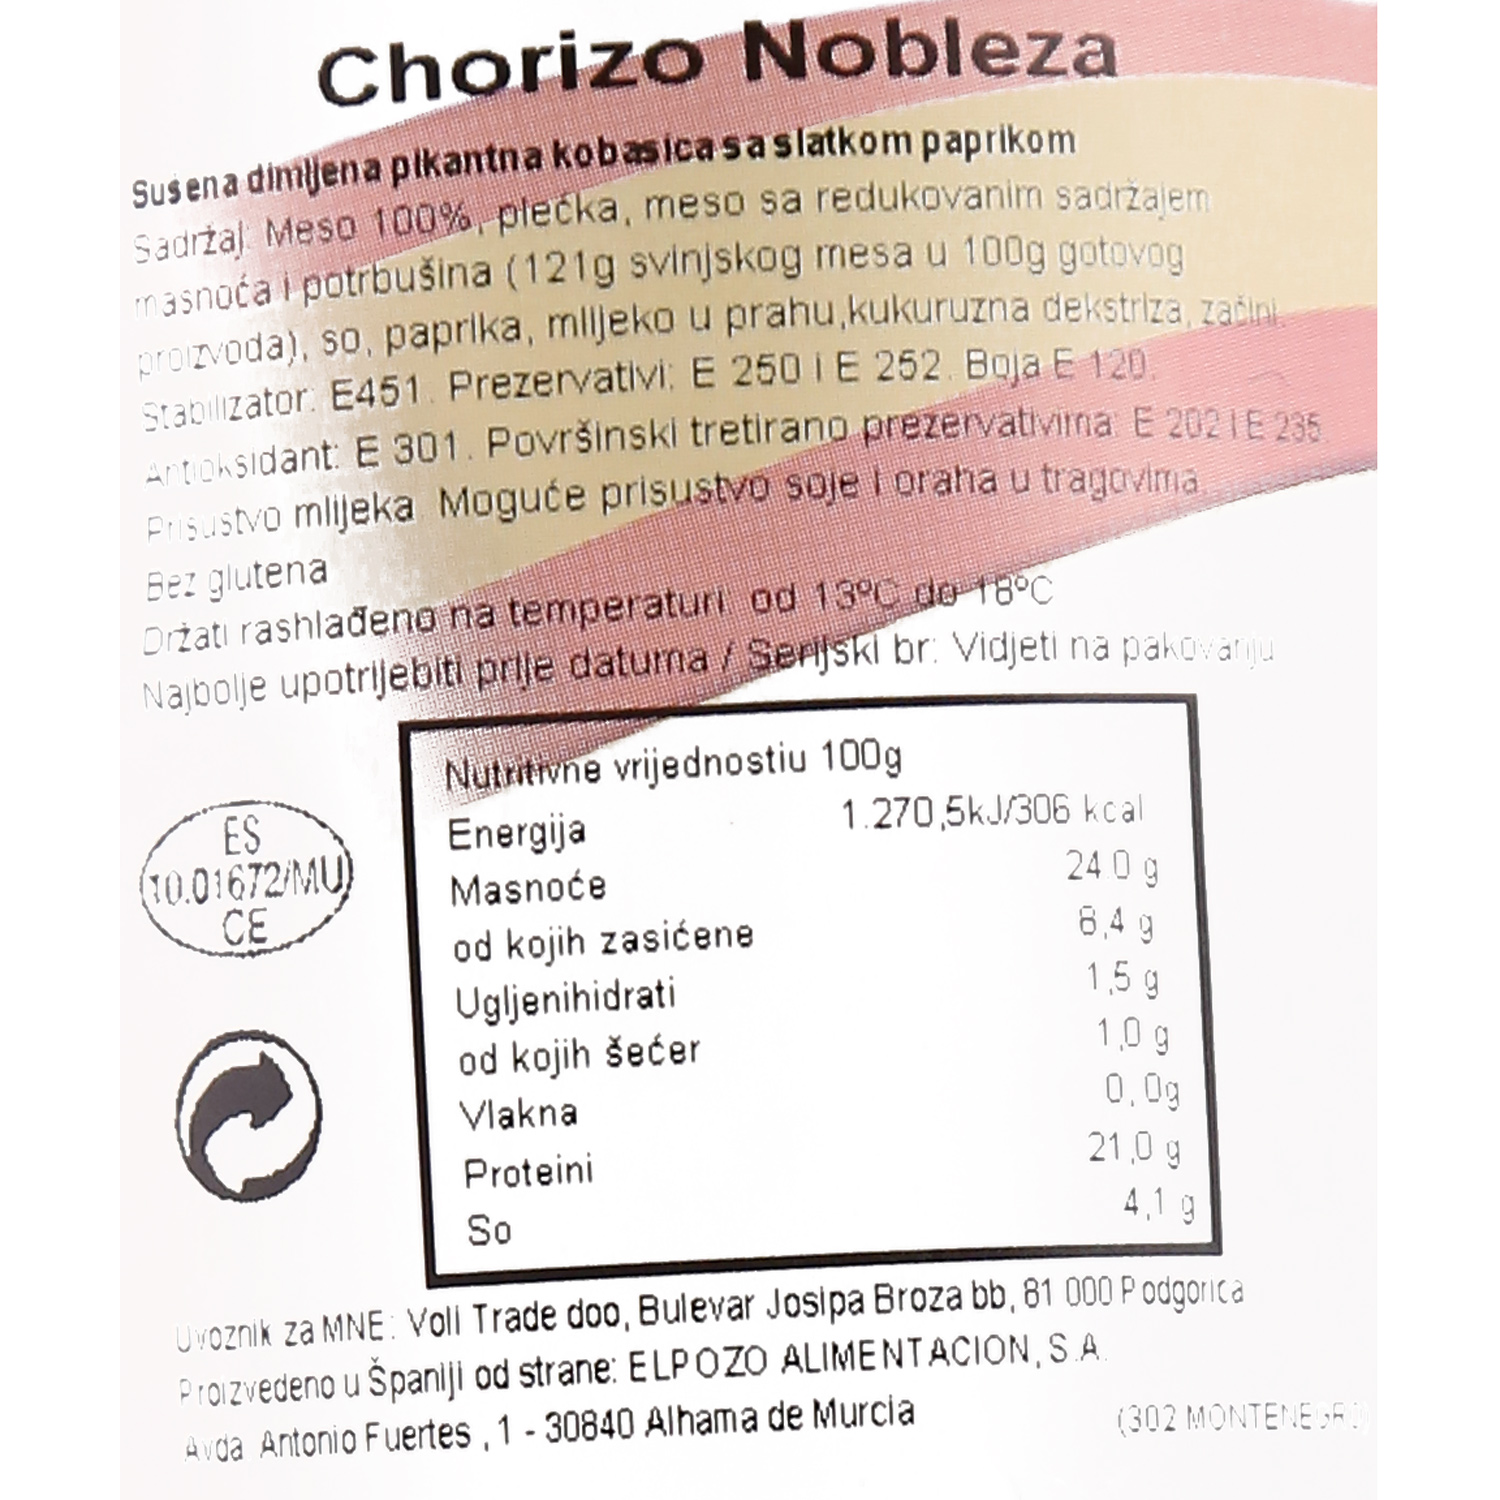 Chorizo Nobleza
Sušena dimljena pikantna kobasica sa slatkom paprikom
Sadržaj: Meso 100%, plećka, meso sa redukovanim sadržajem
masnoća i potrbušina (121g svinjskog mesa u 100g gotovog
proizvoda), so, paprika, mlijeko u prahu,kukuruzna dekstriza, začini.
Stabilizator: E451. Prezervativi: E 250 i E 252. Boja E 120.
Antioksidant: E 301. Površinski tretirano prezervativima: E 202 i E 235
Prisustvo mlijeka. Moguće prisustvo soje i oraha u tragovima.
Bez glutena
Držati rashlađeno na temperaturi: od 13ºC do 18ºC
Najbolje upotrijebiti prije datuma / Serijski br: Vidjeti na pakovanju
Nutritivne vrijednostiu 100g
Energija 1.270,5kJ/306 kcal
Masnoće 24.0 g
od kojih zasićene 8,4 g
Ugljenihidrati 1,5 g
od kojih šećer 1,0 g
Vlakna 0,0g
Proteini 21,0 g
So 4,1 g
ES
10.01672/MU
CE
Uvoznik za MNE: Voli Trade doo, Bulevar Josipa Broza bb, 81 000 Podgorica
Proizvedeno u Španiji od strane: ELPOZO ALIMENTACION, S.A.
Avda Antonio Fuertes , 1 - 30840 Alhama de Murcia
(302 MONTENEGRO)